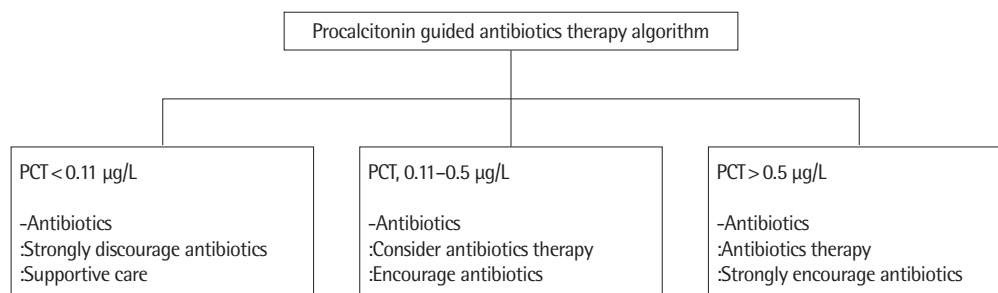 Procalcitonin guided antibiotics therapy algorithm
PCT < 0.11 µg/L
-Antibiotics
:Strongly discourage antibiotics
:Supportive care
PCT, 0.11–0.5 µg/L
-Antibiotics
:Consider antibiotics therapy
:Encourage antibiotics
PCT > 0.5 µg/L
-Antibiotics
:Antibiotics therapy
:Strongly encourage antibiotics